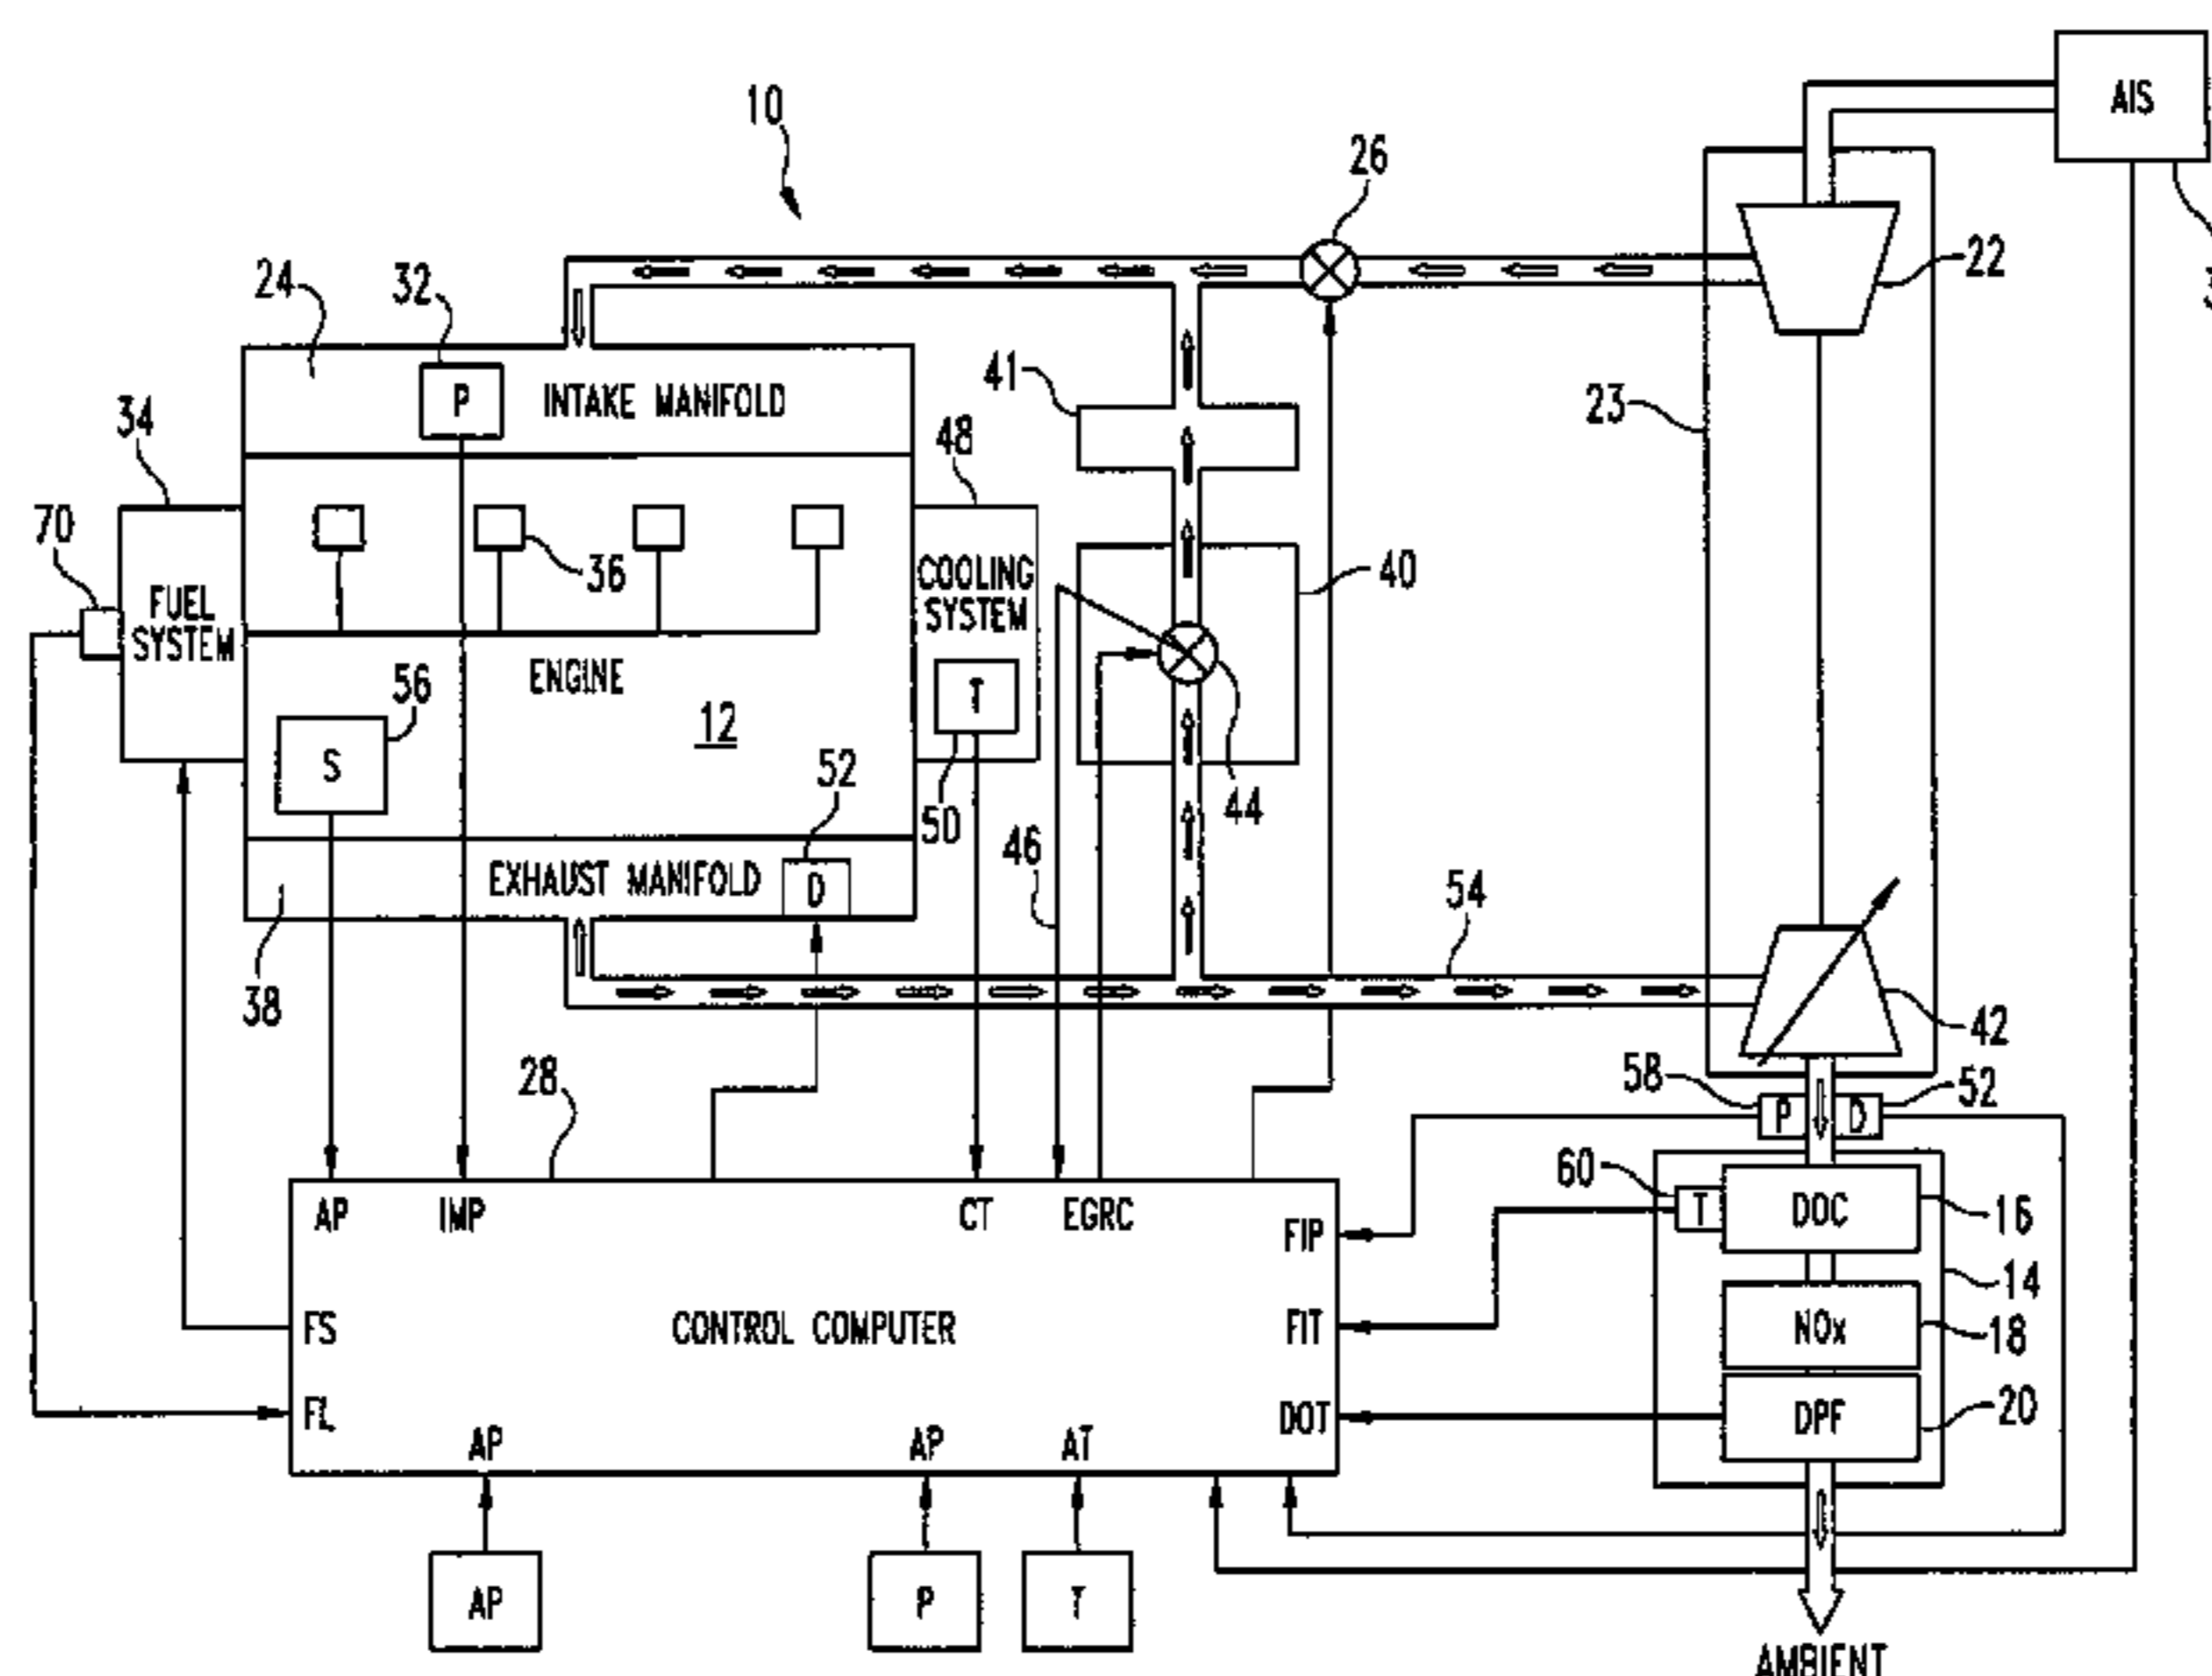 10
AIS
26
24
32
22
P
INTAKE MANIFOLD
41
23
34
48
70
36
40
FUEL
SYSTEM
COOLING
SYSTEM
ENGINE
56
T
12
S
52
50
44
46
EXHAUST MANIFOLD
D
54
38
42
28
58
P
D
52
60
T
DOC
16
AP
IMP
CT
EGRC
FIP
14
FS
CONTROL COMPUTER
FIT
NOx
18
FL
DOT
DPF
20
AP
AP
AT
AP
P
T
AMBIENT